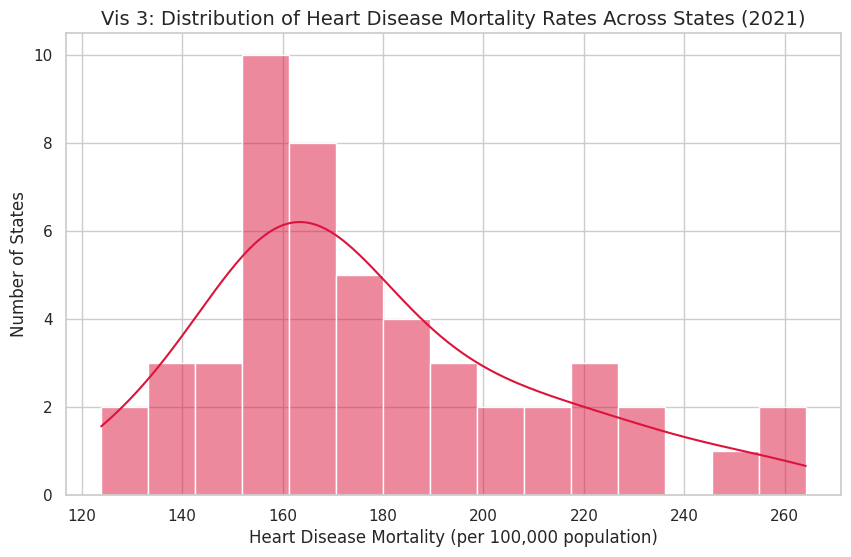 Vis 3: Distribution of Heart Disease Mortality Rates Across States (2021)
10
8
6
4
2
0
Number of States
120 140 160 180 200 220 240 260
Heart Disease Mortality (per 100,000 population)